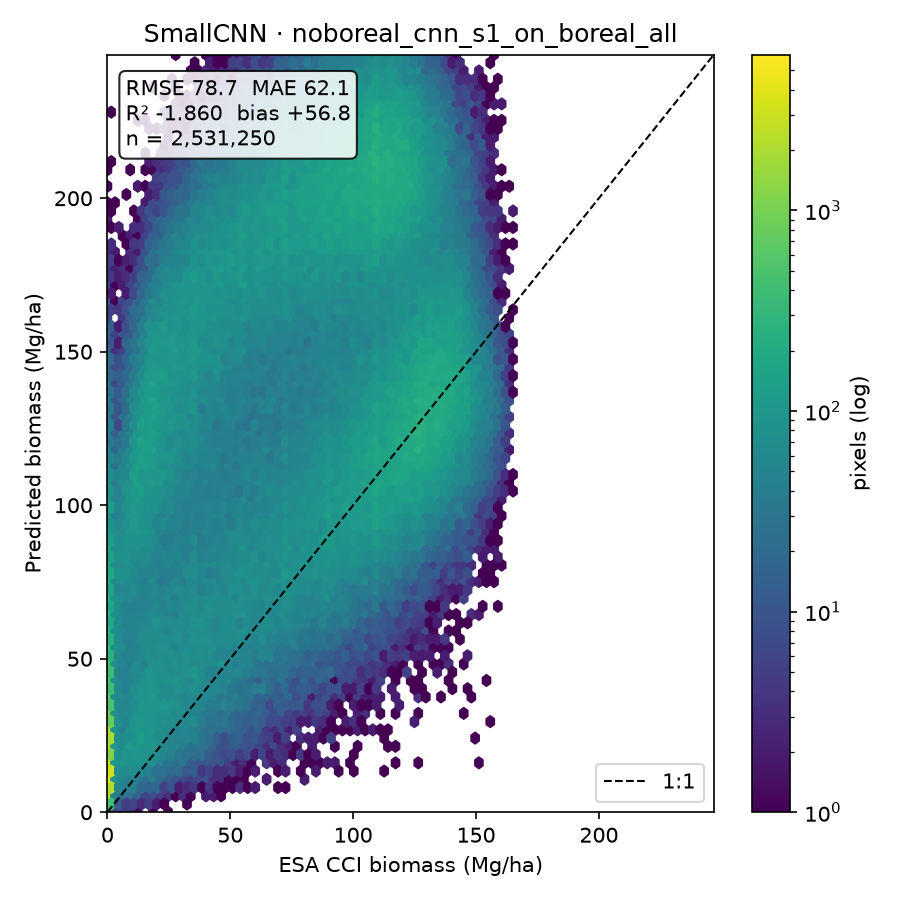 SmallCNN · noboreal_cnn_s1_on_boreal_all
RMSE 78.7  MAE 62.1
R² -1.860  bias +56.8
n = 2,531,250
Predicted biomass (Mg/ha)
200
150
100
50
0
0 50 100 150 200
ESA CCI biomass (Mg/ha)
1:1
10³
10²
10¹
10⁰
pixels (log)